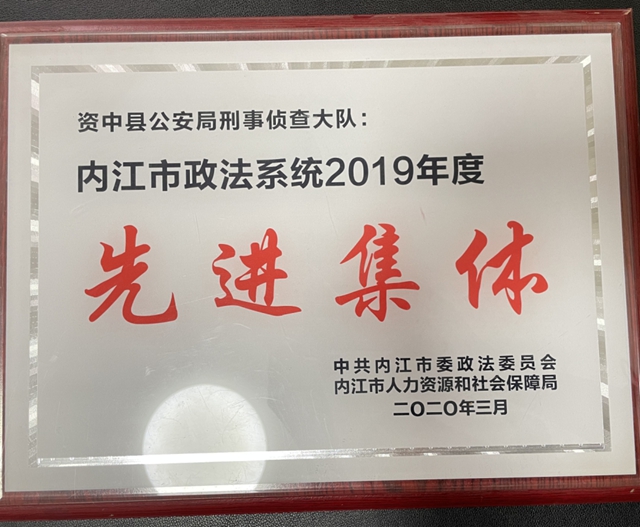 资中县公安局刑事侦查大队：
内江市政法系统2019年度
先进集体
中共内江市委政法委员会
内江市人力资源和社会保障局
二〇二〇年三月